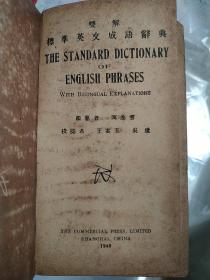 雙解
標準英文成語辭典
THE STANDARD DICTIONARY
OF
ENGLISH PHRASES
WITH BILINGUAL EXPLANATIONS
THE COMMERCIAL PRESS, LIMITED
SHANGHAI, CHINA
1948